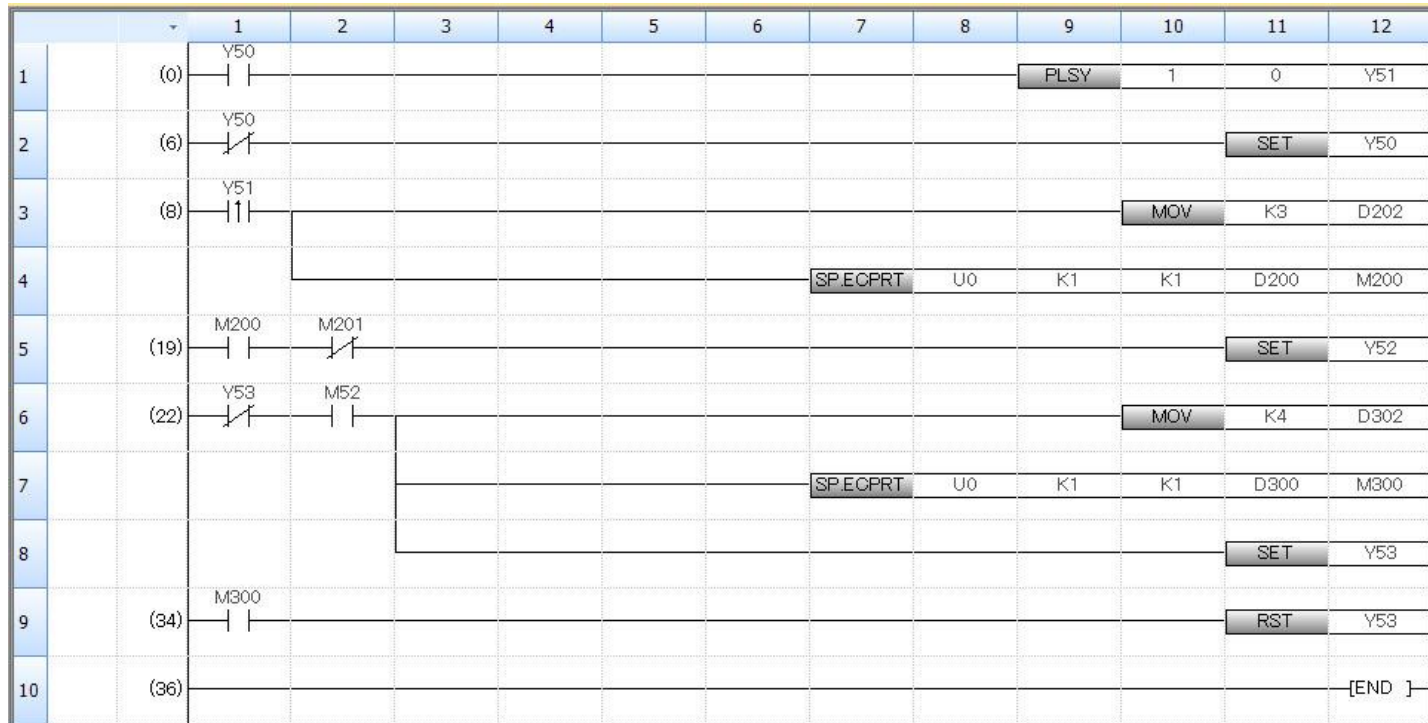 1 2 3 4 5 6 7 8 9 10 11 12
Y50
1 (0) PLSY 1 0 Y51
Y50
2 (6) SET Y50
Y51
3 (8) MOV K3 D202
4 SP.ECPRT U0 K1 K1 D200 M200
M200 M201
5 (19) SET Y52
Y53 M52
6 (22) MOV K4 D302
7 SP.ECPRT U0 K1 K1 D300 M300
8 SET Y53
M300
9 (34) RST Y53
10 (36) [END ]